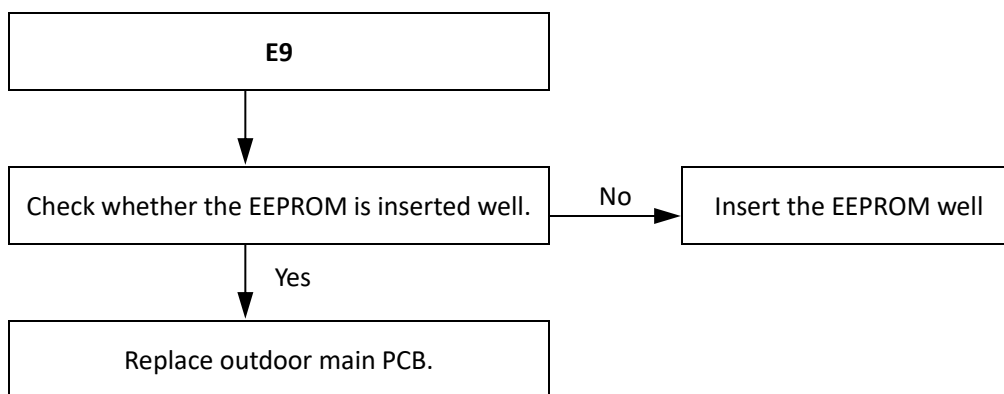 E9
Check whether the EEPROM is inserted well.
No
Insert the EEPROM well
Yes
Replace outdoor main PCB.